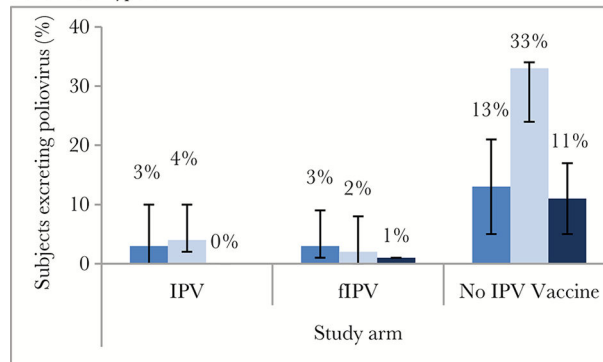 Subjects excreting poliovirus (%)
40
30
20
10
0
3%
4%
0%
3%
2%
1%
13%
33%
11%
IPV
fIPV
No IPV Vaccine
Study arm